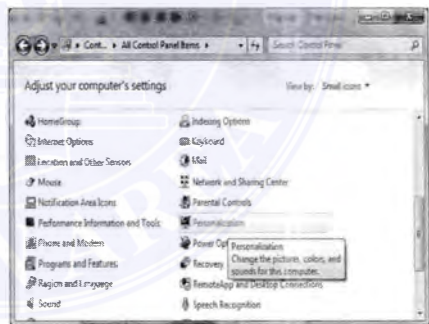 Cont... All Control Panel Items Search Control Panel
Adjust your computer's settings View by: Small icons
HomeGroup Indexing Options
Internet Options Keyboard
Location and Other Sensors Mail
Mouse Network and Sharing Center
Notification Area Icons Parental Controls
Performance Information and Tools Personalization
Phone and Modem Power Op
Personalization
Programs and Features Recovery
Change the pictures, colors, and
sounds for this computer.
Region and Language RemoteApp and Desktop Connections
Sound Speech Recognition